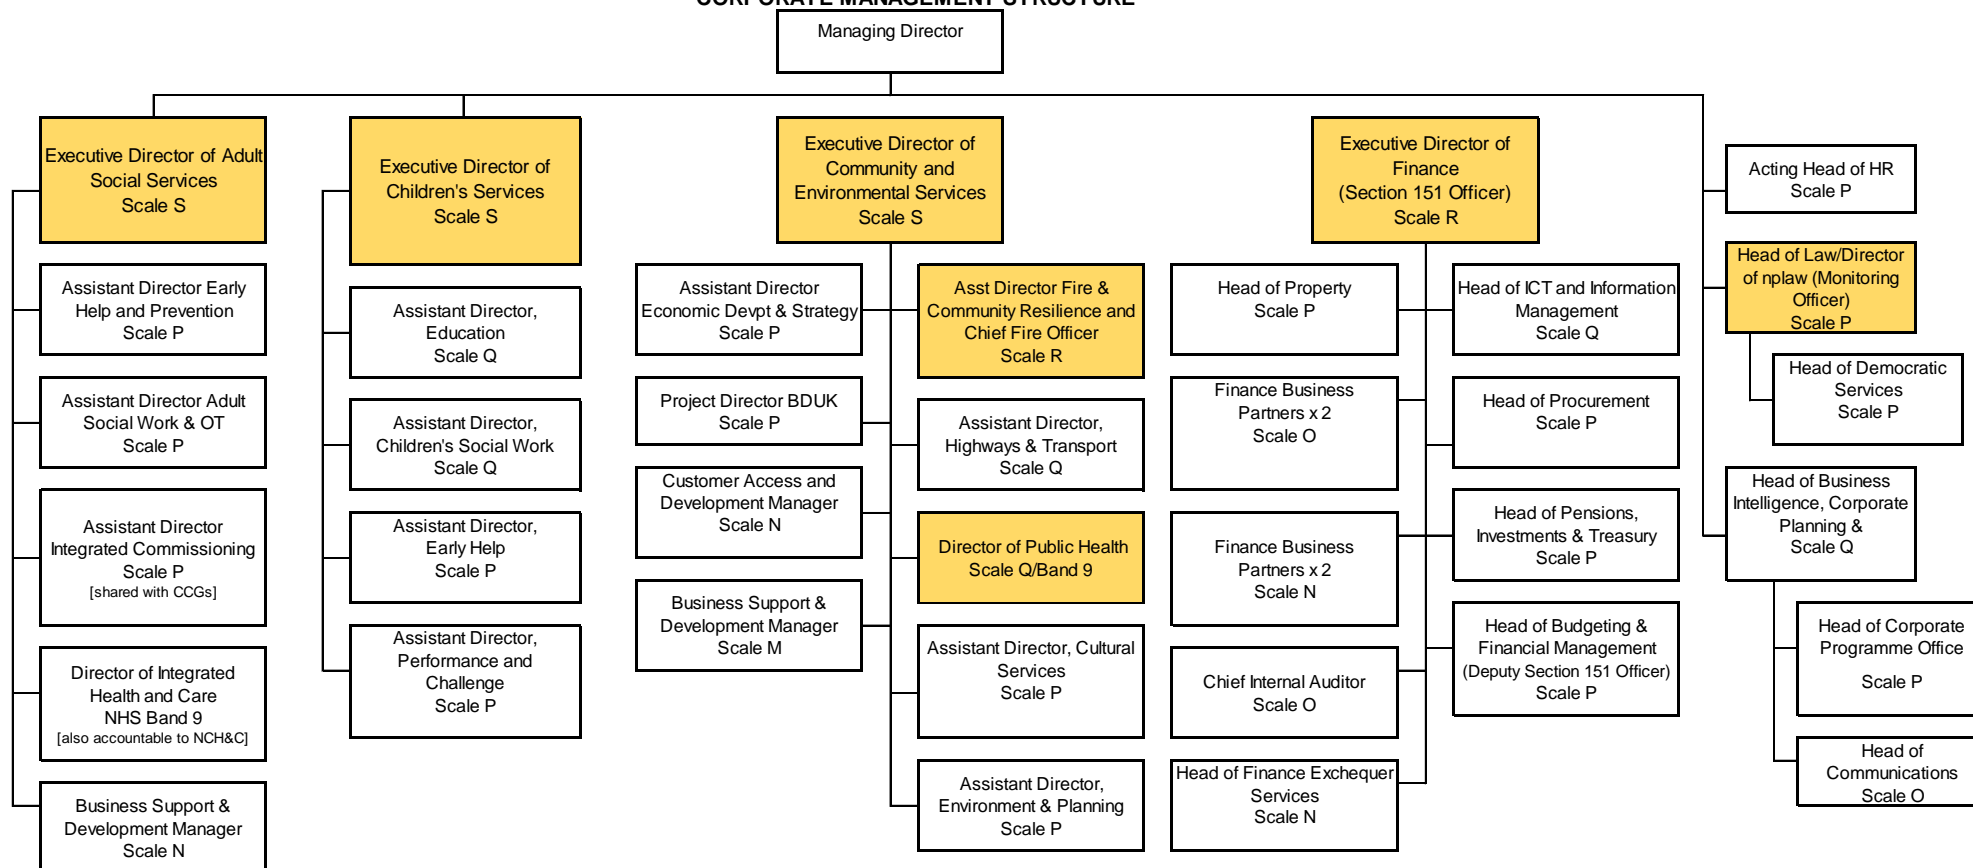 CORPORATE MANAGEMENT STRUCTURE
Managing Director
Executive Director of Adult
Social Services
Scale S
Assistant Director Early
Help and Prevention
Scale P
Assistant Director Adult
Social Work & OT
Scale P
Assistant Director
Integrated Commissioning
Scale P
[shared with CCGs]
Director of Integrated
Health and Care
NHS Band 9
[also accountable to NCH&C]
Business Support &
Development Manager
Scale N
Executive Director of
Children's Services
Scale S
Assistant Director,
Education
Scale Q
Assistant Director,
Children's Social Work
Scale Q
Assistant Director,
Early Help
Scale P
Assistant Director,
Performance and
Challenge
Scale P
Executive Director of
Community and
Environmental Services
Scale S
Assistant Director
Economic Devpt & Strategy
Scale P
Project Director BDUK
Scale P
Customer Access and
Development Manager
Scale N
Business Support &
Development Manager
Scale M
Asst Director Fire &
Community Resilience and
Chief Fire Officer
Scale R
Assistant Director,
Highways & Transport
Scale Q
Director of Public Health
Scale Q/Band 9
Assistant Director, Cultural
Services
Scale P
Assistant Director,
Environment & Planning
Scale P
Executive Director of
Finance
(Section 151 Officer)
Scale R
Head of Property
Scale P
Finance Business
Partners x 2
Scale O
Finance Business
Partners x 2
Scale N
Chief Internal Auditor
Scale O
Head of Finance Exchequer
Services
Scale N
Head of ICT and Information
Management
Scale Q
Head of Procurement
Scale P
Head of Pensions,
Investments & Treasury
Scale P
Head of Budgeting &
Financial Management
(Deputy Section 151 Officer)
Scale P
Acting Head of HR
Scale P
Head of Law/Director
of nplaw (Monitoring
Officer)
Scale P
Head of Democratic
Services
Scale P
Head of Business
Intelligence, Corporate
Planning &
Scale Q
Head of Corporate
Programme Office
Scale P
Head of
Communications
Scale O